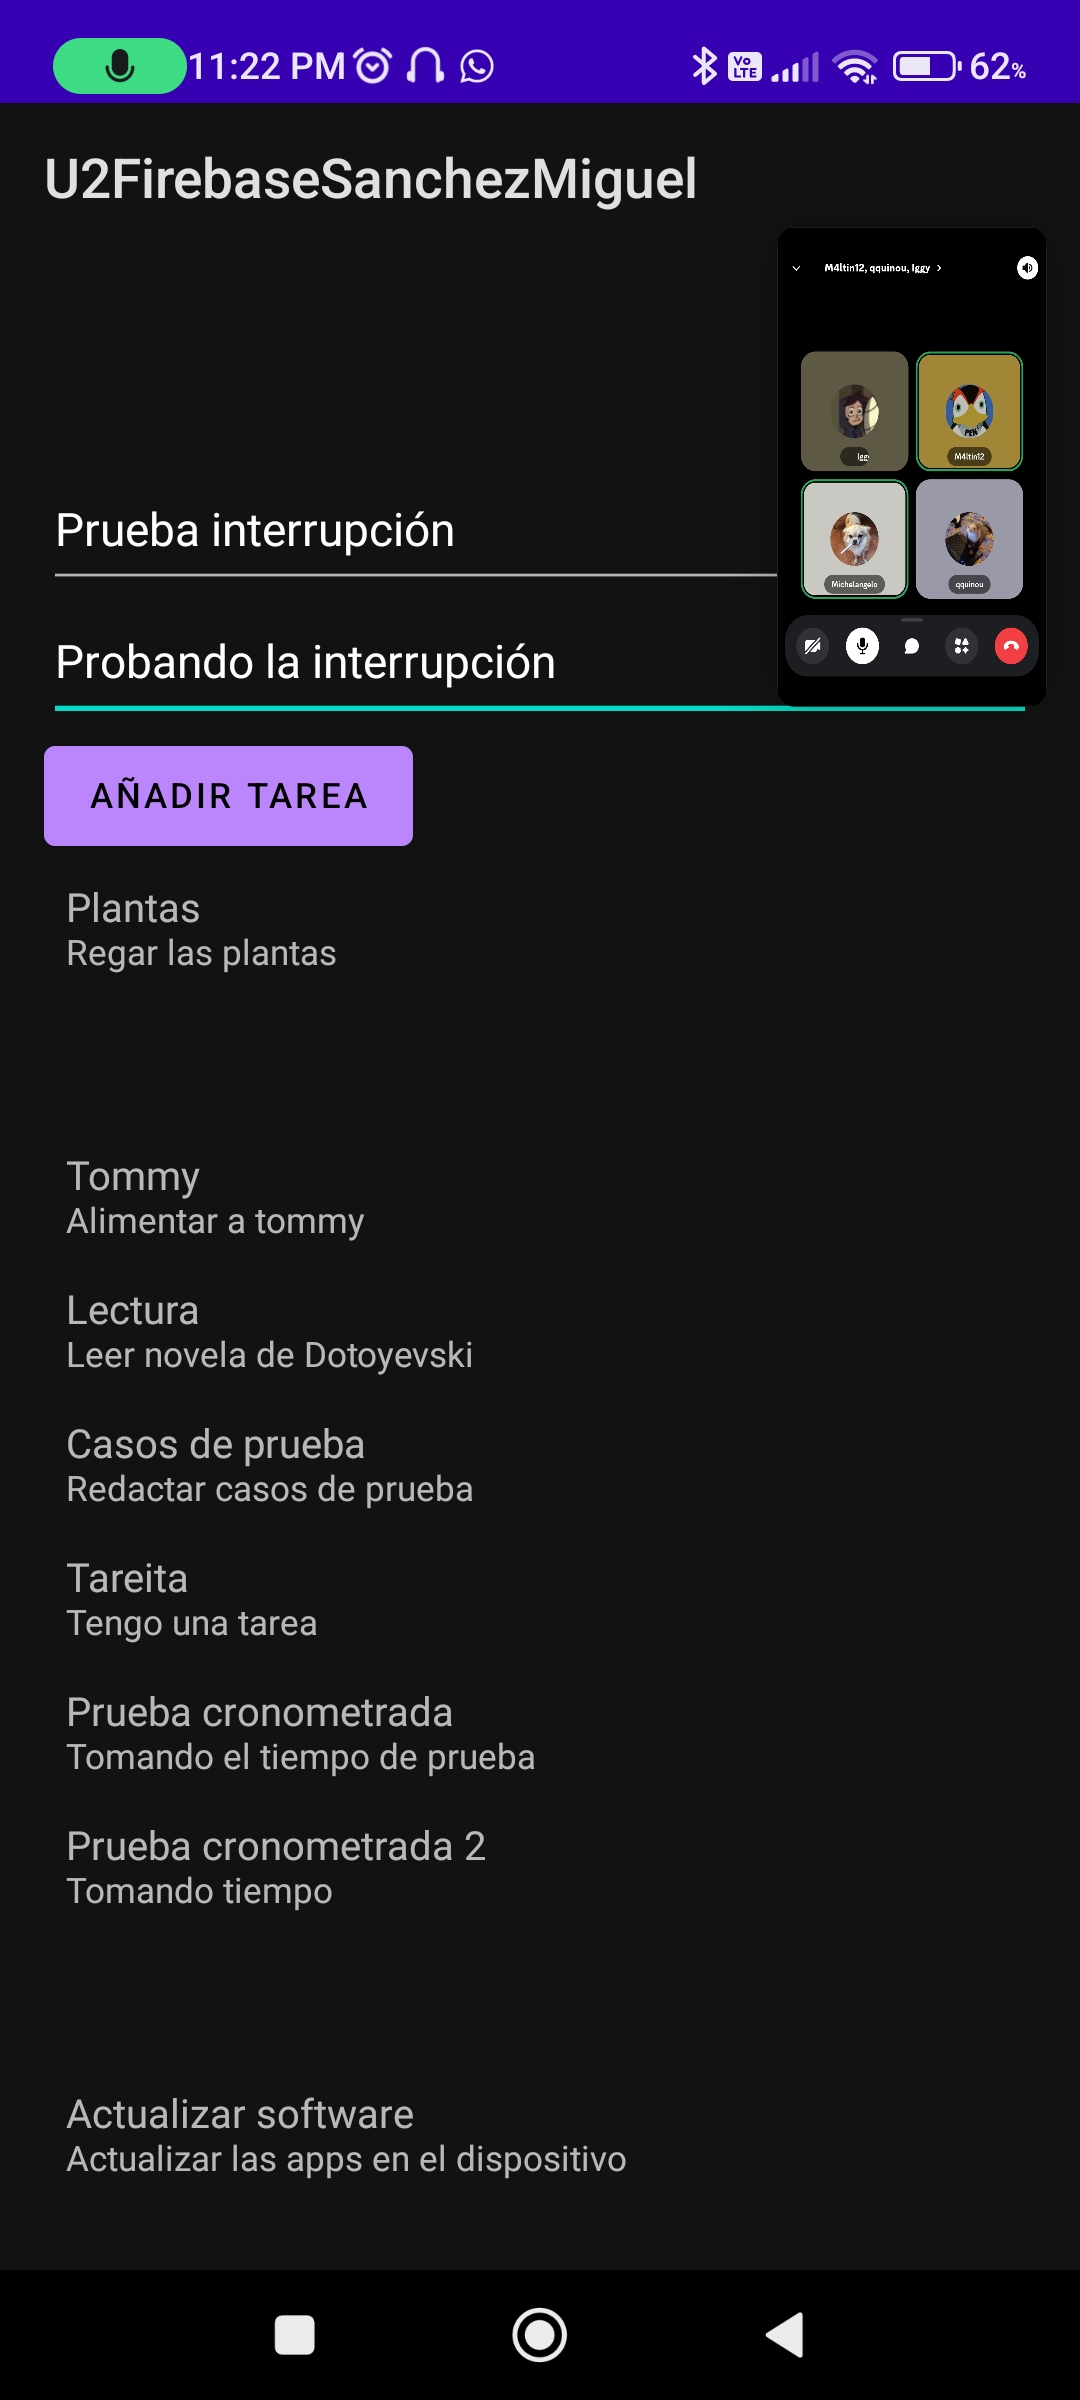 11:22 PM
Vo LTE
62%
U2FirebaseSanchezMiguel
M4ltin12, qquinou, Iggy
Iggy
M4ltin12
Michelangelo
qquinou
Prueba interrupción
Probando la interrupción
AÑADIR TAREA
Plantas
Regar las plantas
Tommy
Alimentar a tommy
Lectura
Leer novela de Dotoyevski
Casos de prueba
Redactar casos de prueba
Tareita
Tengo una tarea
Prueba cronometrada
Tomando el tiempo de prueba
Prueba cronometrada 2
Tomando tiempo
Actualizar software
Actualizar las apps en el dispositivo